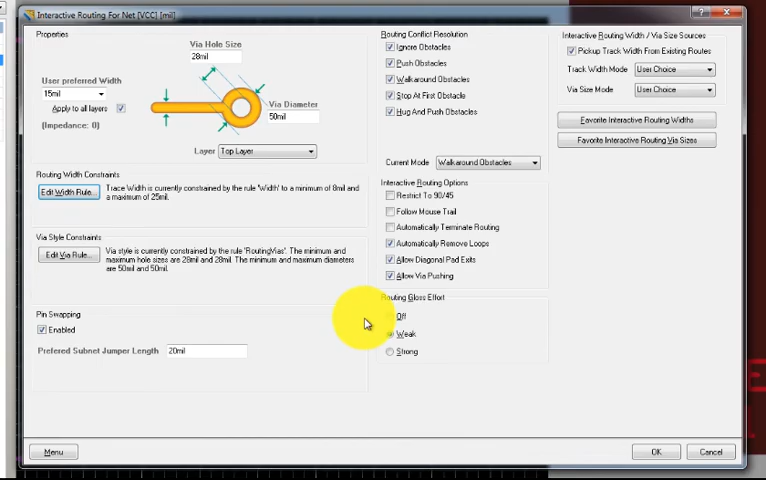 Interactive Routing For Net [VCC] [mil]
Properties
Via Hole Size
28mil
User preferred Width
15mil
Apply to all layers
(Impedance: 0)
Via Diameter
50mil
Layer Top Layer
Routing Width Constraints
Edit Width Rule...
Trace Width is currently constrained by the rule 'Width' to a minimum of 8mil and
a maximum of 25mil.
Via Style Constraints
Edit Via Rule...
Via style is currently constrained by the rule 'RoutingVias'. The minimum and
maximum hole sizes are 28mil and 28mil. The minimum and maximum diameters
are 50mil and 50mil.
Pin Swapping
Enabled
Prefered Subnet Jumper Length 20mil
Routing Conflict Resolution
Ignore Obstacles
Push Obstacles
Walkaround Obstacles
Stop At First Obstacle
Hug And Push Obstacles
Current Mode Walkaround Obstacles
Interactive Routing Options
Restrict To 90/45
Follow Mouse Trail
Automatically Terminate Routing
Automatically Remove Loops
Allow Diagonal Pad Exits
Allow Via Pushing
Routing Gloss Effort
Off
Weak
Strong
Interactive Routing Width / Via Size Sources
Pickup Track Width From Existing Routes
Track Width Mode User Choice
Via Size Mode User Choice
Favorite Interactive Routing Widths
Favorite Interactive Routing Via Sizes
Menu
OK
Cancel